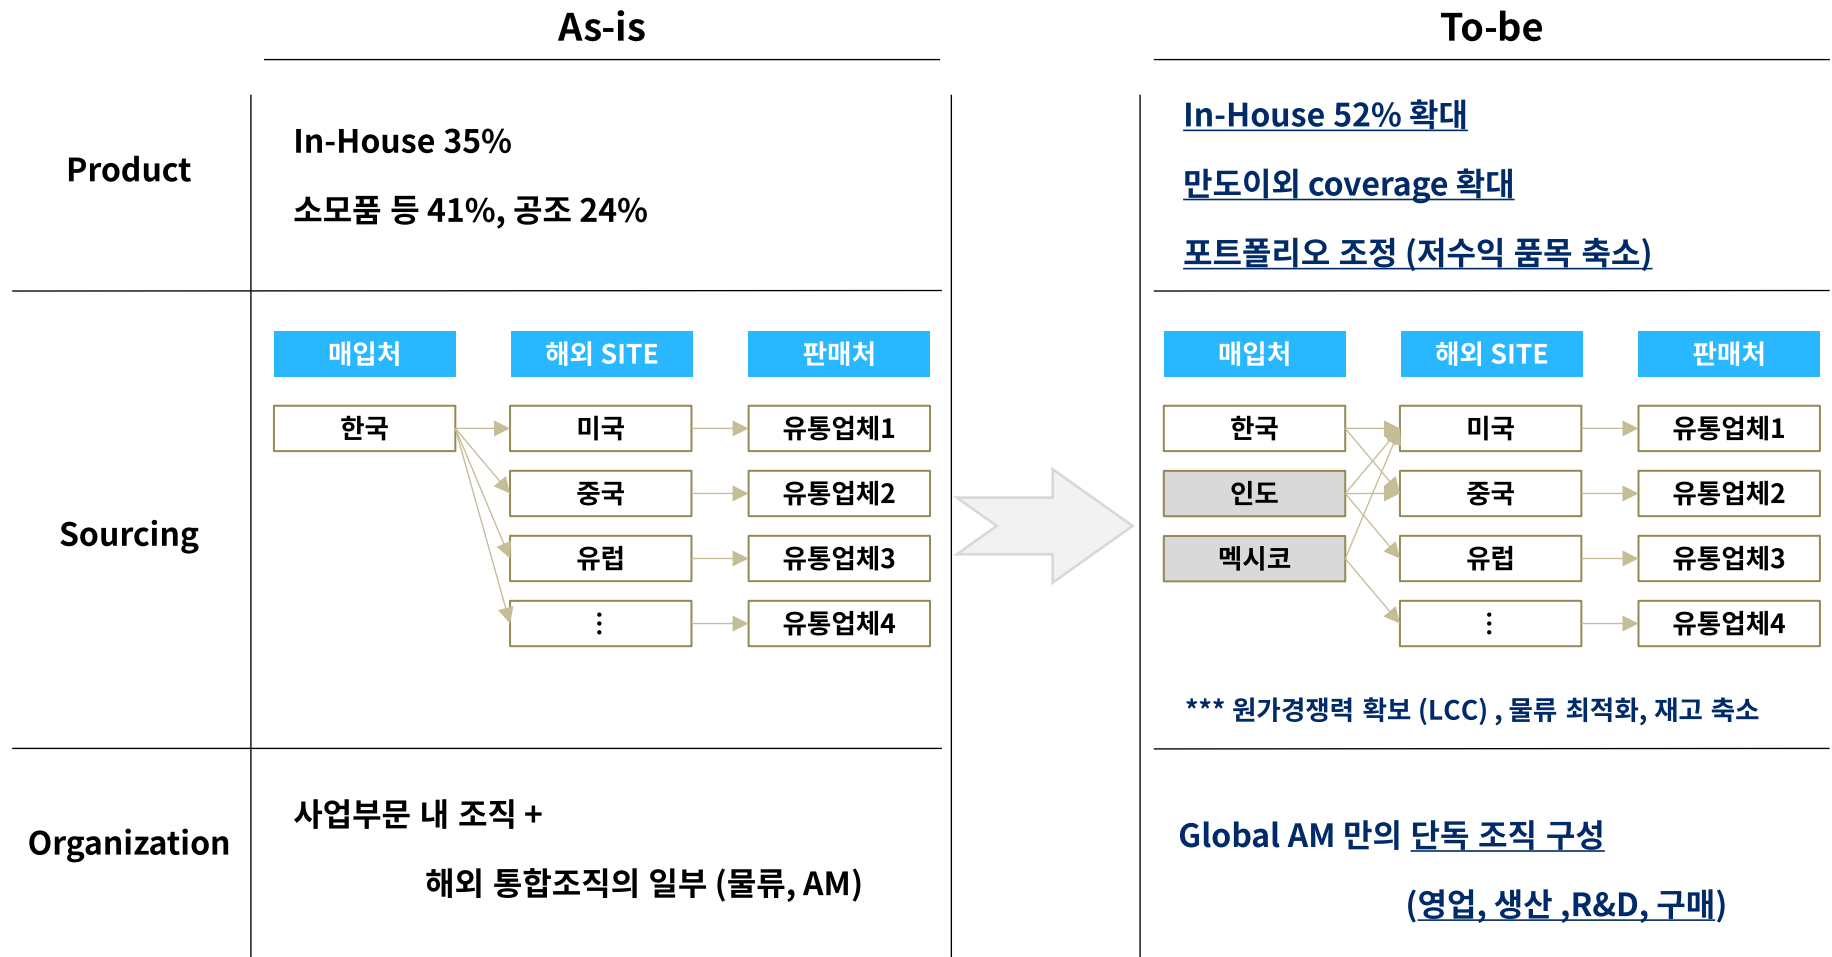 As-is
To-be
Product
In-House 35%
소모품 등 41%, 공조 24%
In-House 52% 확대
만도이외 coverage 확대
포트폴리오 조정 (저수익 품목 축소)
Sourcing
매입처 해외 SITE 판매처
한국 미국 유통업체1
중국 유통업체2
유럽 유통업체3
⋮ 유통업체4
매입처 해외 SITE 판매처
한국 미국 유통업체1
인도 중국 유통업체2
멕시코 유럽 유통업체3
⋮ 유통업체4
*** 원가경쟁력 확보 (LCC) , 물류 최적화, 재고 축소
Organization
사업부문 내 조직 +
해외 통합조직의 일부 (물류, AM)
Global AM 만의 단독 조직 구성
(영업, 생산 ,R&D, 구매)